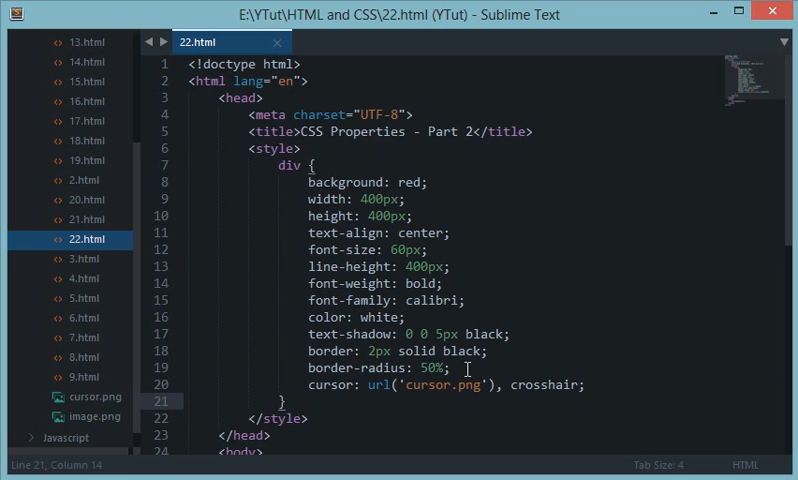 E:\YTut\HTML and CSS\22.html (YTut) - Sublime Text
13.html
14.html
15.html
16.html
17.html
18.html
19.html
2.html
20.html
21.html
22.html
3.html
4.html
5.html
6.html
7.html
8.html
9.html
cursor.png
image.png
Javascript
22.html
1 <!doctype html>
2 <html lang="en">
3 <head>
4 <meta charset="UTF-8">
5 <title>CSS Properties - Part 2</title>
6 <style>
7 div {
8 background: red;
9 width: 400px;
10 height: 400px;
11 text-align: center;
12 font-size: 60px;
13 line-height: 400px;
14 font-weight: bold;
15 font-family: calibri;
16 color: white;
17 text-shadow: 0 0 5px black;
18 border: 2px solid black;
19 border-radius: 50%;
20 cursor: url('cursor.png'), crosshair;
21 }
22 </style>
23 </head>
24 <body>
Line 21, Column 14
Tab Size: 4
HTML